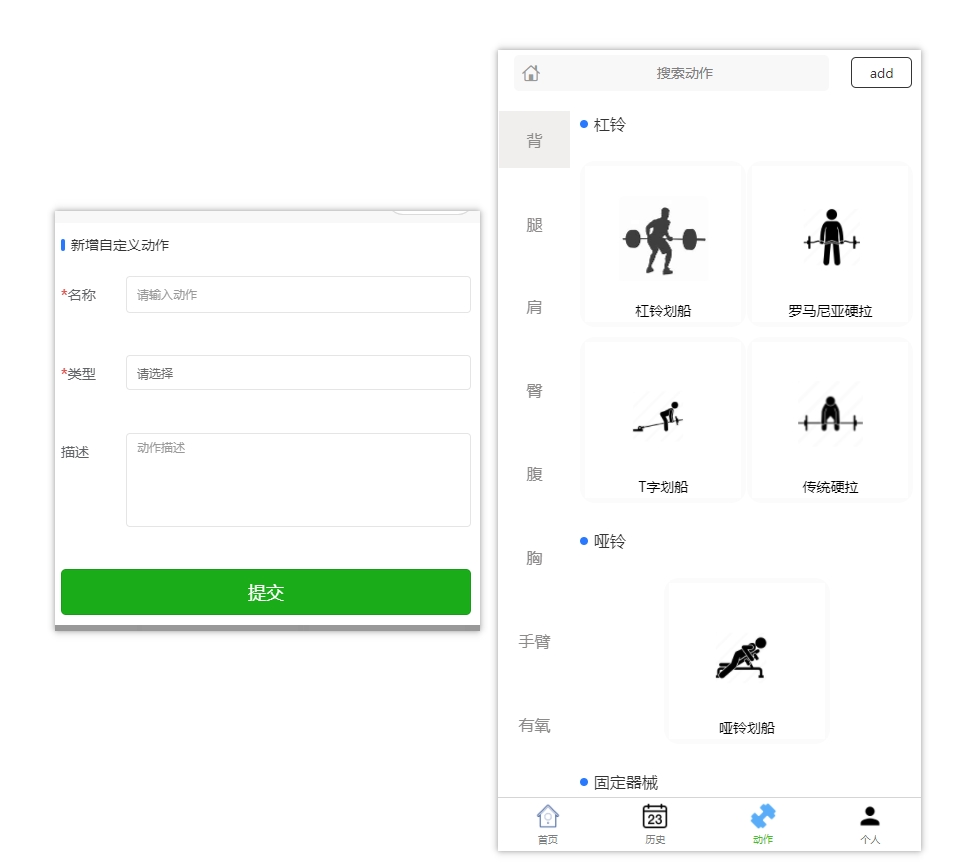 新增自定义动作
*名称
请输入动作
*类型
请选择
描述
动作描述
提交
搜索动作
add
背
腿
肩
臀
腹
胸
手臂
有氧
杠铃
杠铃划船
罗马尼亚硬拉
T字划船
传统硬拉
哑铃
哑铃划船
固定器械
首页
23
历史
动作
个人